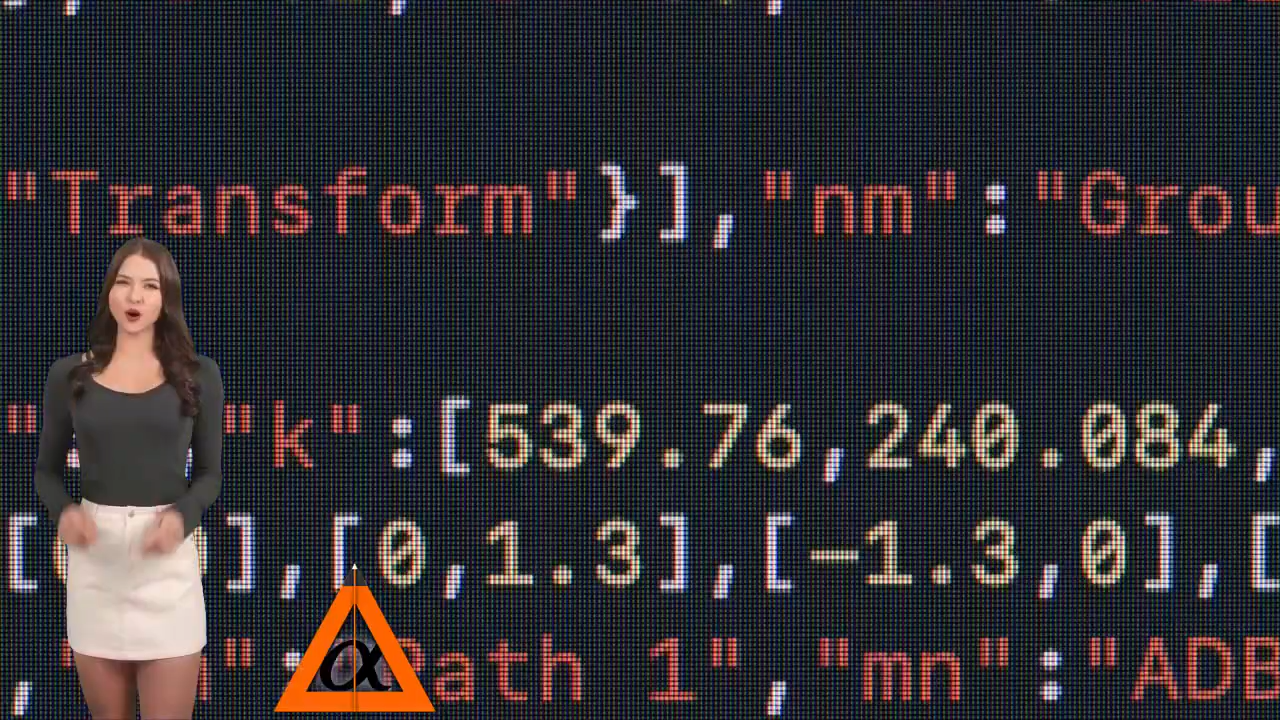 "Transform"}],"nm":"Grou
"k":[539.76,240.084,
],[0,1.3],[-1.3,0],[
"Path 1","mn":"ADB
α